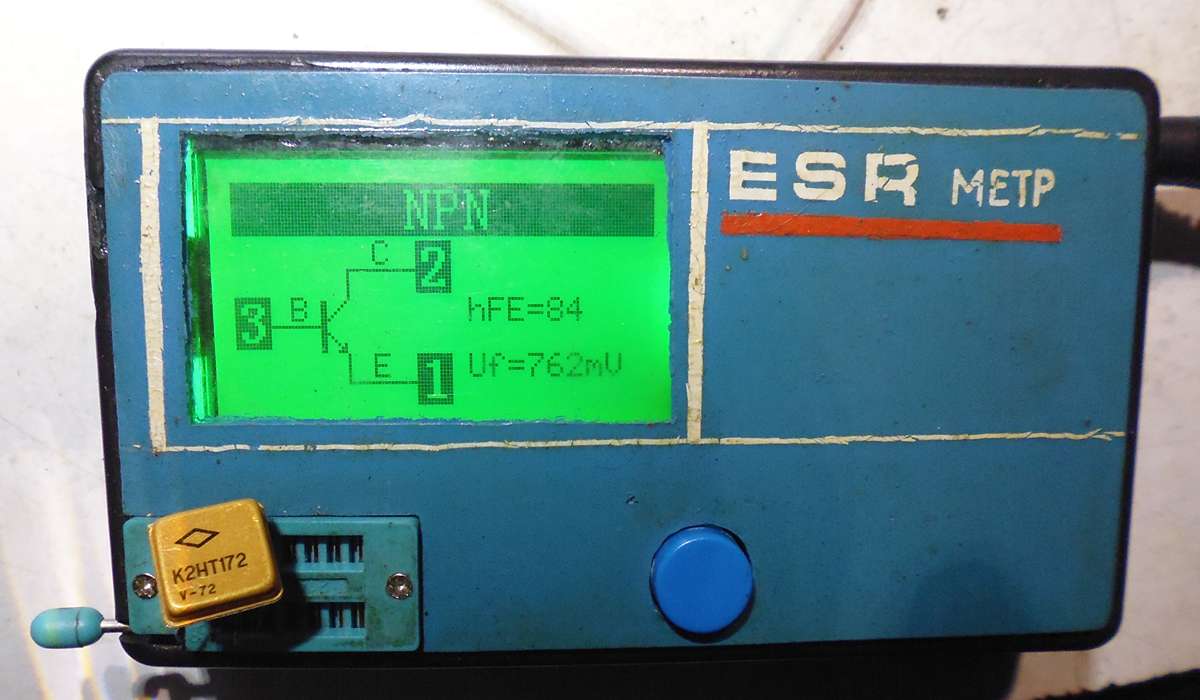 NPN
C 2
3 B
hFE=84
E 1
Uf=762mV
ESR МЕТР
К2НТ172
V-72